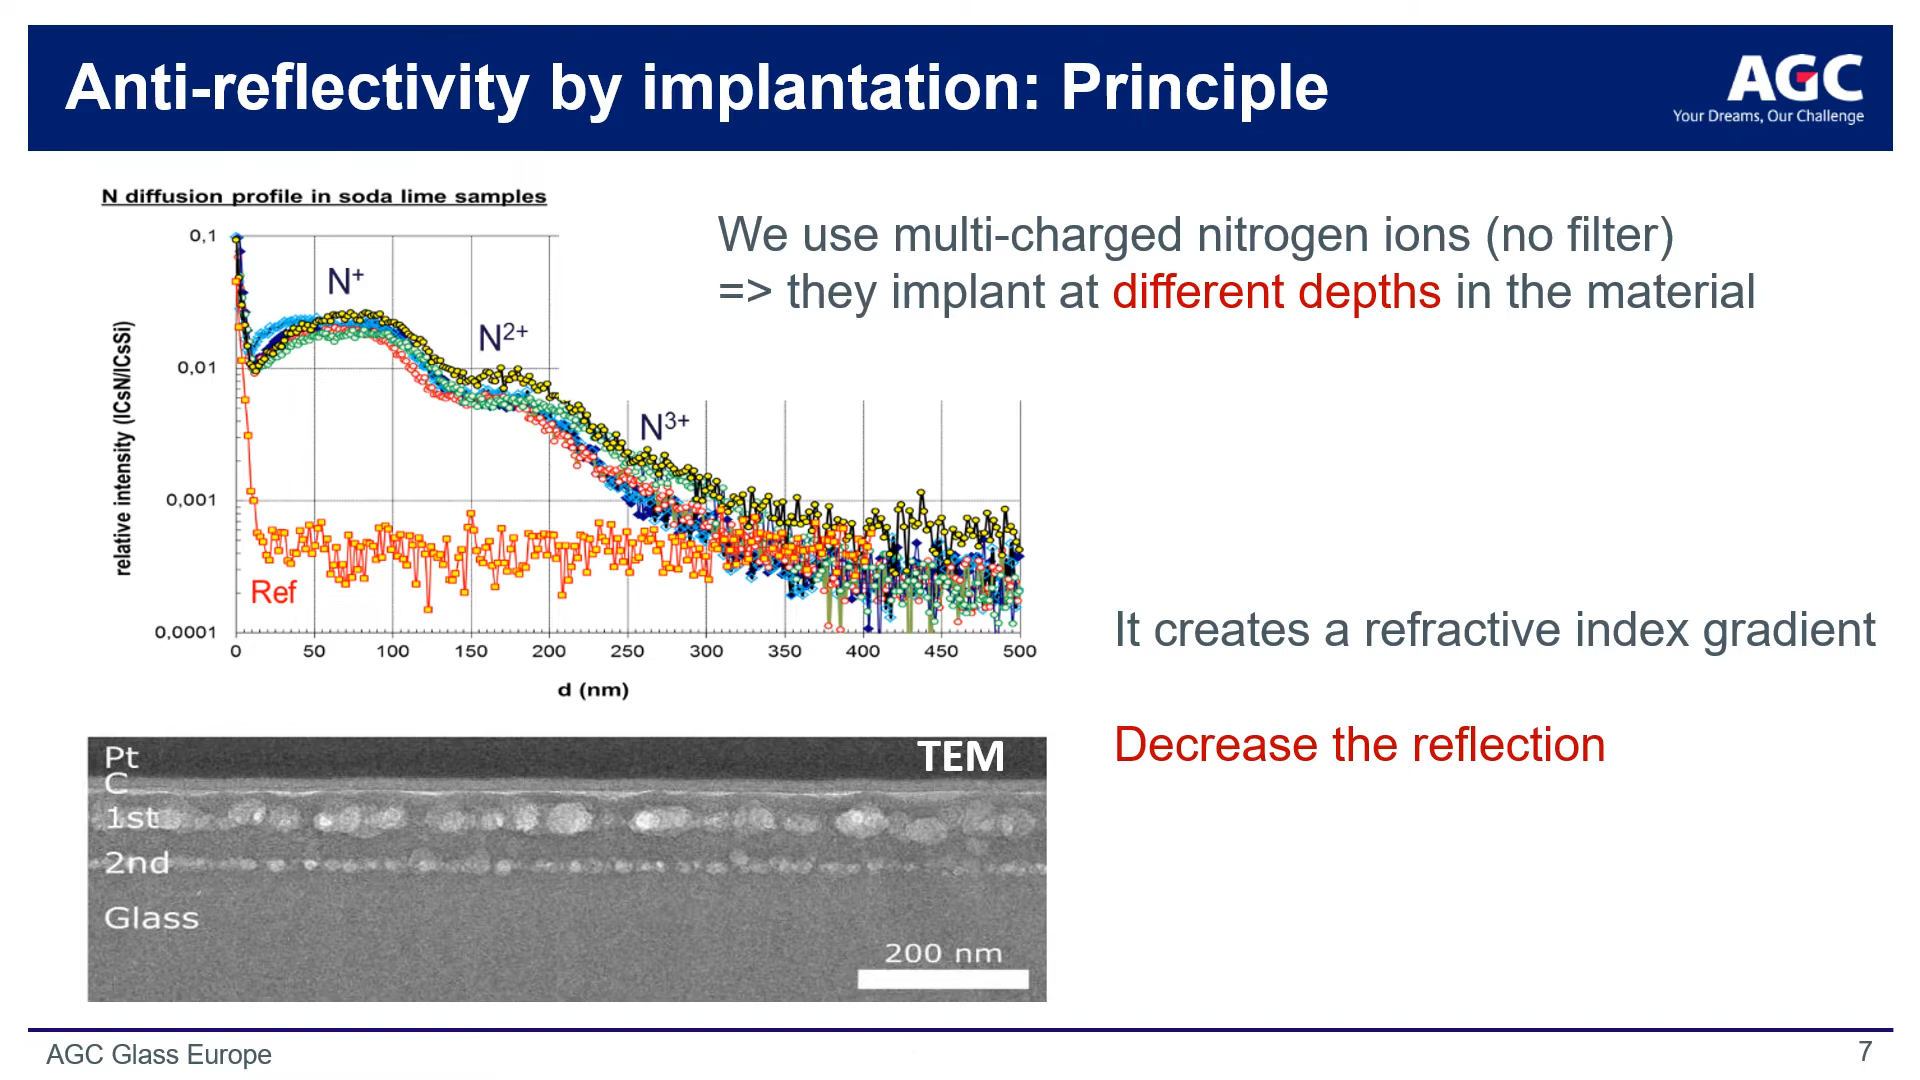 Anti-reflectivity by implantation: Principle
AGC
Your Dreams, Our Challenge
N diffusion profile in soda lime samples
We use multi-charged nitrogen ions (no filter)
=> they implant at different depths in the material
relative intensity (ICsN/ICsSi)
0,1
0,01
0,001
0,0001
N+
N2+
N3+
Ref
0 50 100 150 200 250 300 350 400 450 500
d (nm)
It creates a refractive index gradient
Decrease the reflection
Pt
TEM
C
1st
2nd
Glass
200 nm
AGC Glass Europe
7